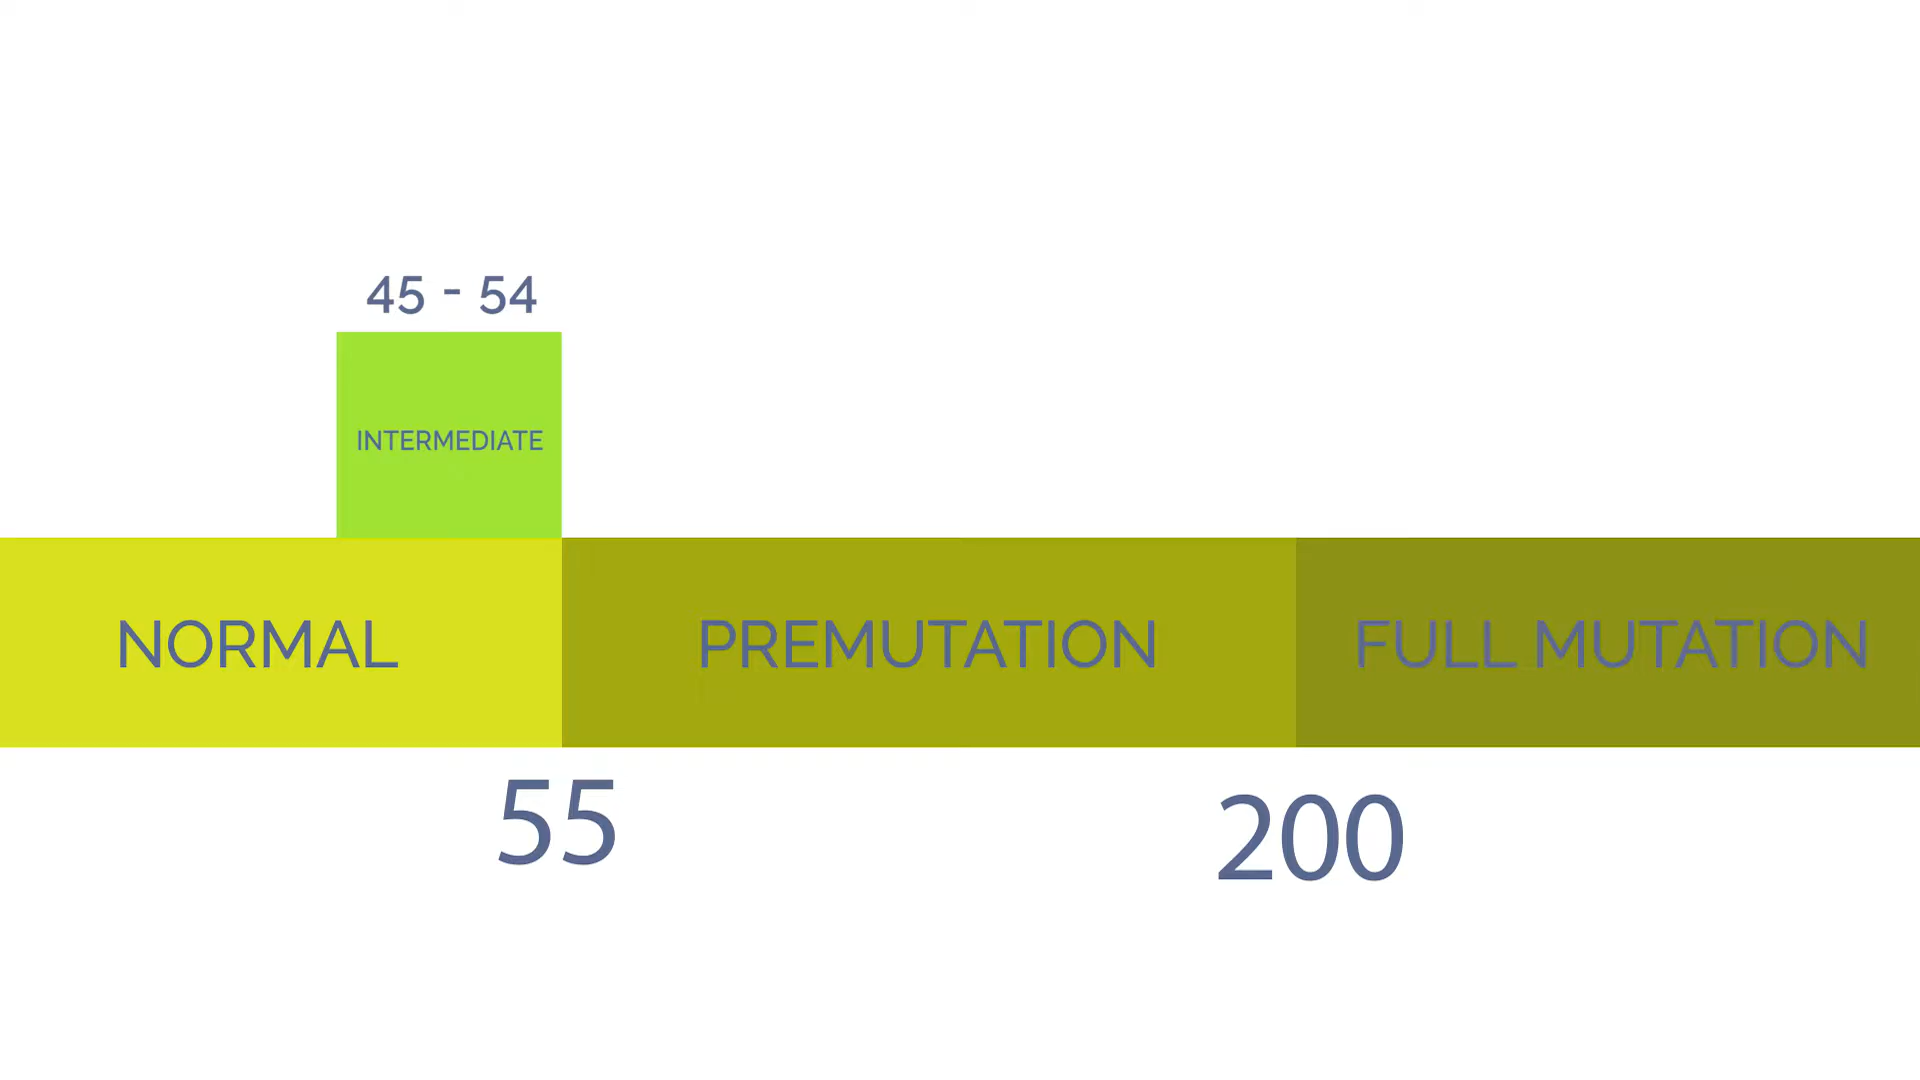 45 - 54
INTERMEDIATE
NORMAL PREMUTATION FULL MUTATION
55 200